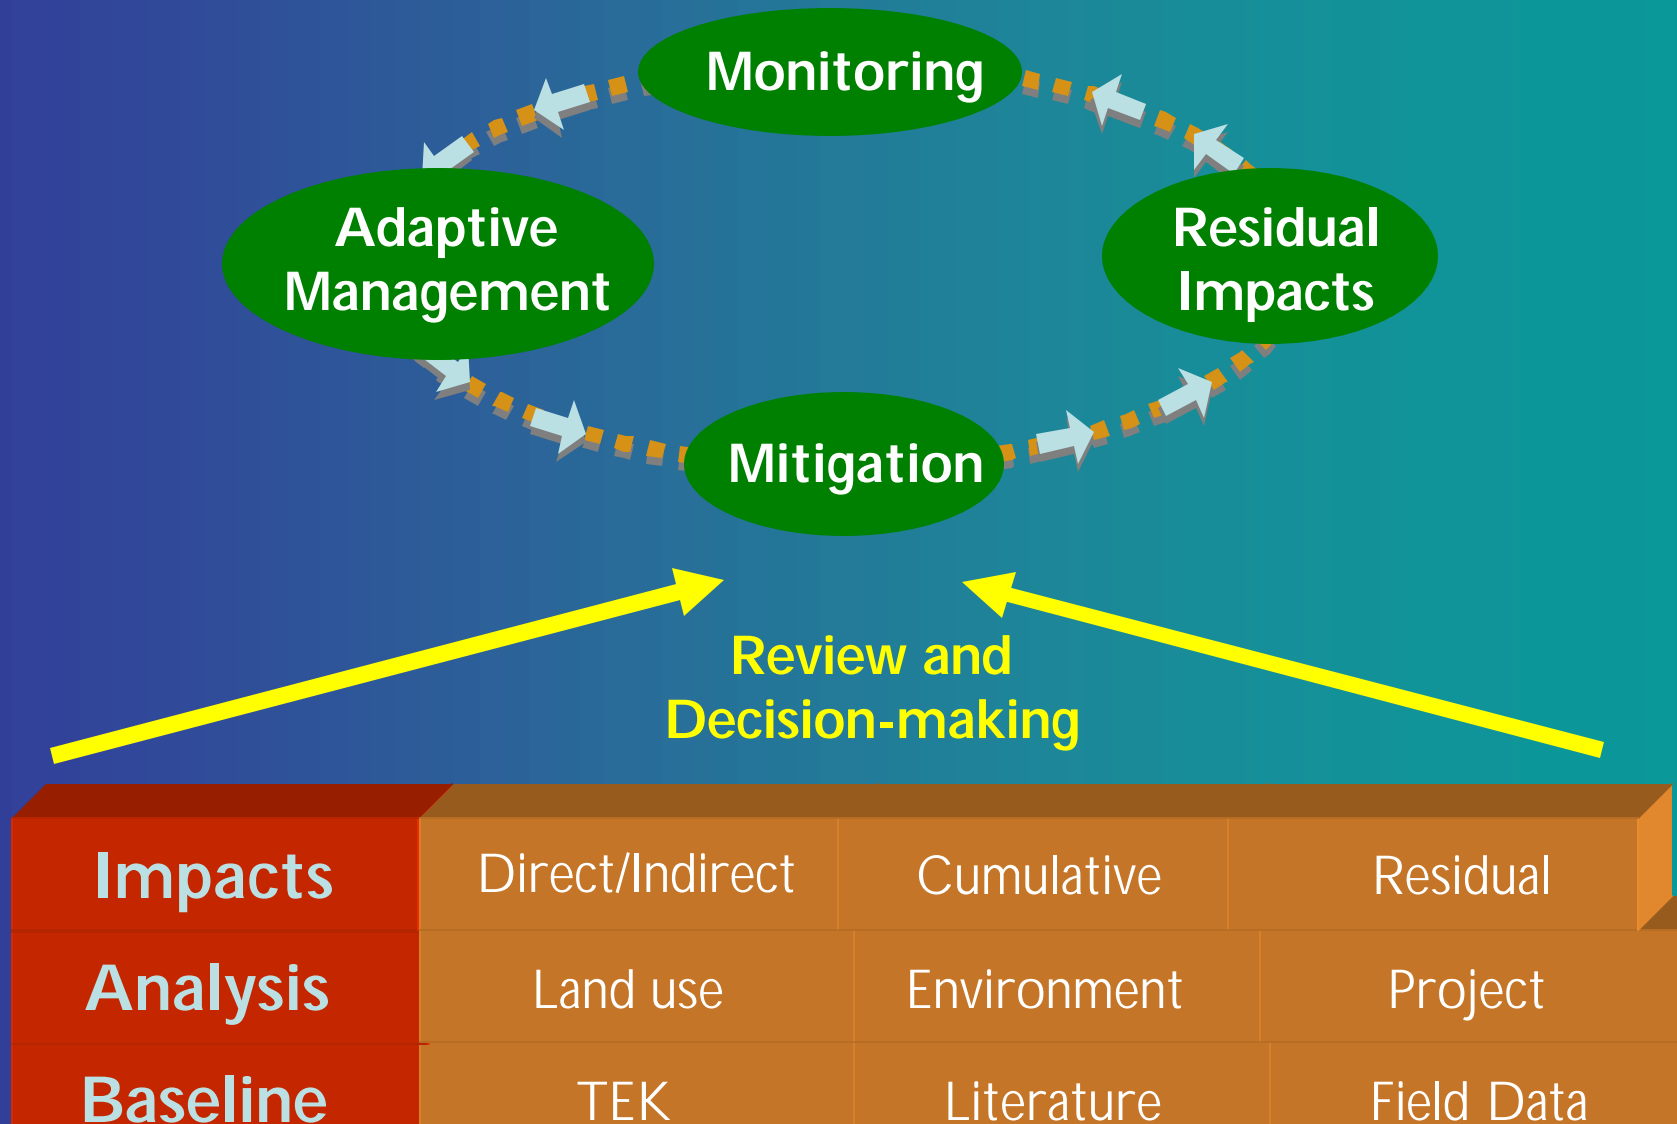 Monitoring
Adaptive
Management
Residual
Impacts
Mitigation
Review and
Decision-making
Impacts Direct/Indirect Cumulative Residual
Analysis Land use Environment Project
Baseline TEK Literature Field Data